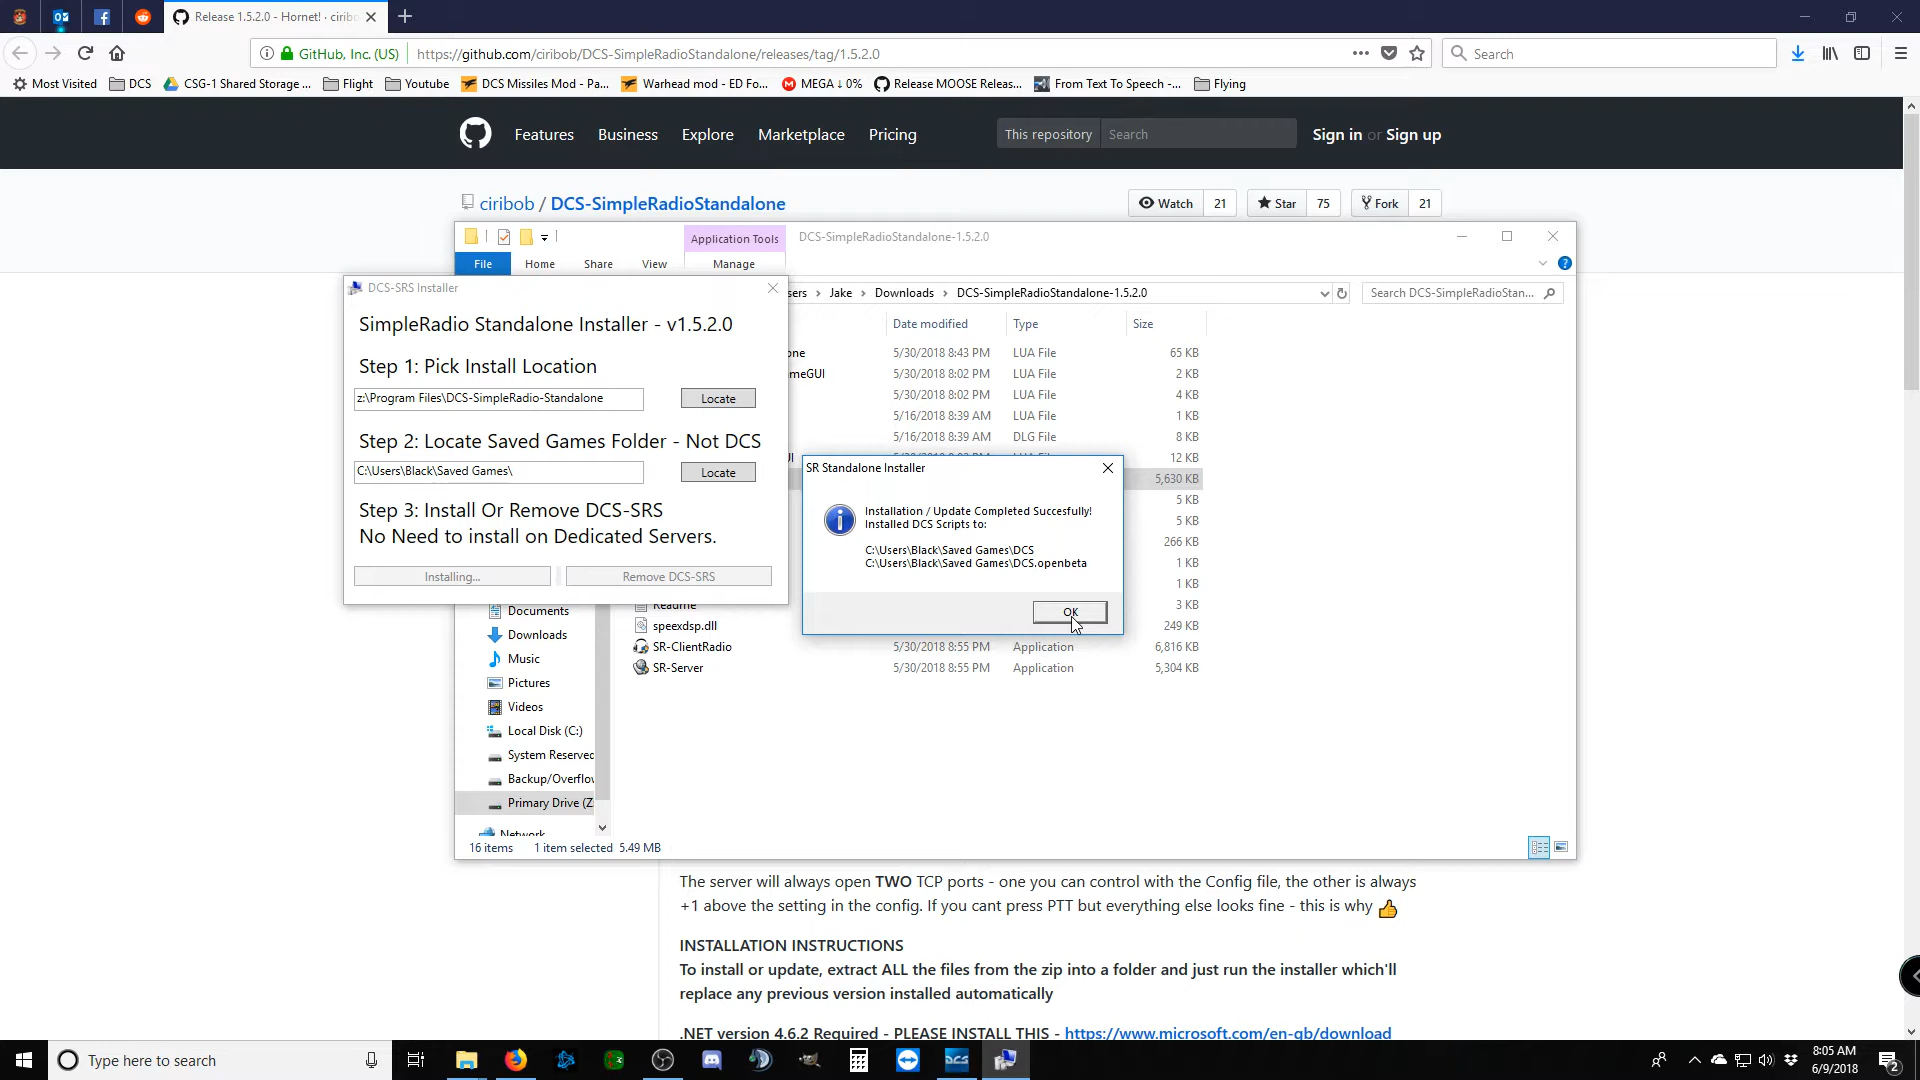 Release 1.5.2.0 - Hornet! · cirib
GitHub, Inc. (US)
https://github.com/ciribob/DCS-SimpleRadioStandalone/releases/tag/1.5.2.0
Search
Most Visited
DCS
CSG-1 Shared Storage ...
Flight
Youtube
DCS Missiles Mod - Pa...
Warhead mod - ED Fo...
MEGA ↓ 0%
Release MOOSE Releas...
From Text To Speech -...
Flying
Features
Business
Explore
Marketplace
Pricing
This repository
Search
Sign in or Sign up
ciribob / DCS-SimpleRadioStandalone
Watch 21
Star 75
Fork 21
Application Tools
DCS-SimpleRadioStandalone-1.5.2.0
File
Home
Share
View
Manage
sers › Jake › Downloads › DCS-SimpleRadioStandalone-1.5.2.0
Search DCS-SimpleRadioStan...
Date modified
Type
Size
one 5/30/2018 8:43 PM LUA File 65 KB
meGUI 5/30/2018 8:02 PM LUA File 2 KB
5/30/2018 8:02 PM LUA File 4 KB
5/16/2018 8:39 AM LUA File 1 KB
5/16/2018 8:39 AM DLG File 8 KB
12 KB
5,630 KB
5 KB
5 KB
266 KB
1 KB
1 KB
Readme 3 KB
speexdsp.dll 249 KB
SR-ClientRadio 5/30/2018 8:55 PM Application 6,816 KB
SR-Server 5/30/2018 8:55 PM Application 5,304 KB
DCS-SRS Installer
SimpleRadio Standalone Installer - v1.5.2.0
Step 1: Pick Install Location
z:\Program Files\DCS-SimpleRadio-Standalone
Locate
Step 2: Locate Saved Games Folder - Not DCS
C:\Users\Black\Saved Games\
Locate
Step 3: Install Or Remove DCS-SRS
No Need to install on Dedicated Servers.
Installing...
Remove DCS-SRS
SR Standalone Installer
Installation / Update Completed Succesfully!
Installed DCS Scripts to:
C:\Users\Black\Saved Games\DCS
C:\Users\Black\Saved Games\DCS.openbeta
OK
Documents
Downloads
Music
Pictures
Videos
Local Disk (C:)
System Reserved
Backup/Overflow
Primary Drive (Z:
Network
16 items
1 item selected 5.49 MB
The server will always open TWO TCP ports - one you can control with the Config file, the other is always
+1 above the setting in the config. If you cant press PTT but everything else looks fine - this is why 👍
INSTALLATION INSTRUCTIONS
To install or update, extract ALL the files from the zip into a folder and just run the installer which'll
replace any previous version installed automatically
.NET version 4.6.2 Required - PLEASE INSTALL THIS - https://www.microsoft.com/en-gb/download
Type here to search
DCS
8:05 AM
6/9/2018
2